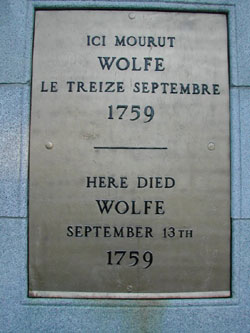 ICI MOURUT
WOLFE
LE TREIZE SEPTEMBRE
1759
HERE DIED
WOLFE
SEPTEMBER 13TH
1759